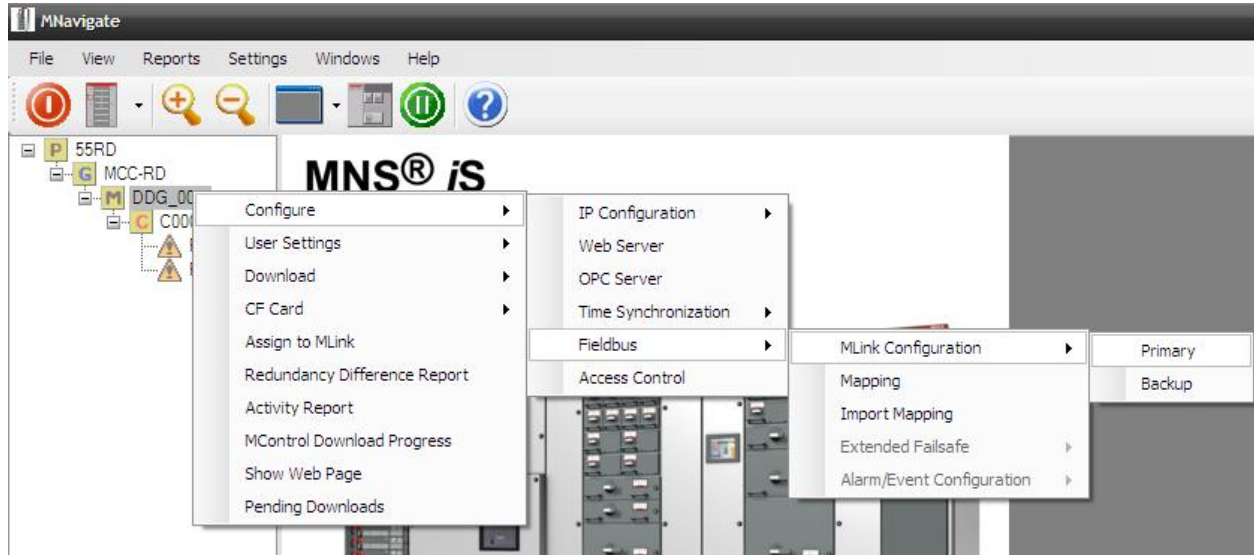 MNavigate
File View Reports Settings Windows Help
P 55RD
G MCC-RD
M DDG_00
C C000
MNS® iS
Configure
User Settings
Download
CF Card
Assign to MLink
Redundancy Difference Report
Activity Report
MControl Download Progress
Show Web Page
Pending Downloads
IP Configuration
Web Server
OPC Server
Time Synchronization
Fieldbus
Access Control
MLink Configuration
Mapping
Import Mapping
Extended Failsafe
Alarm/Event Configuration
Primary
Backup